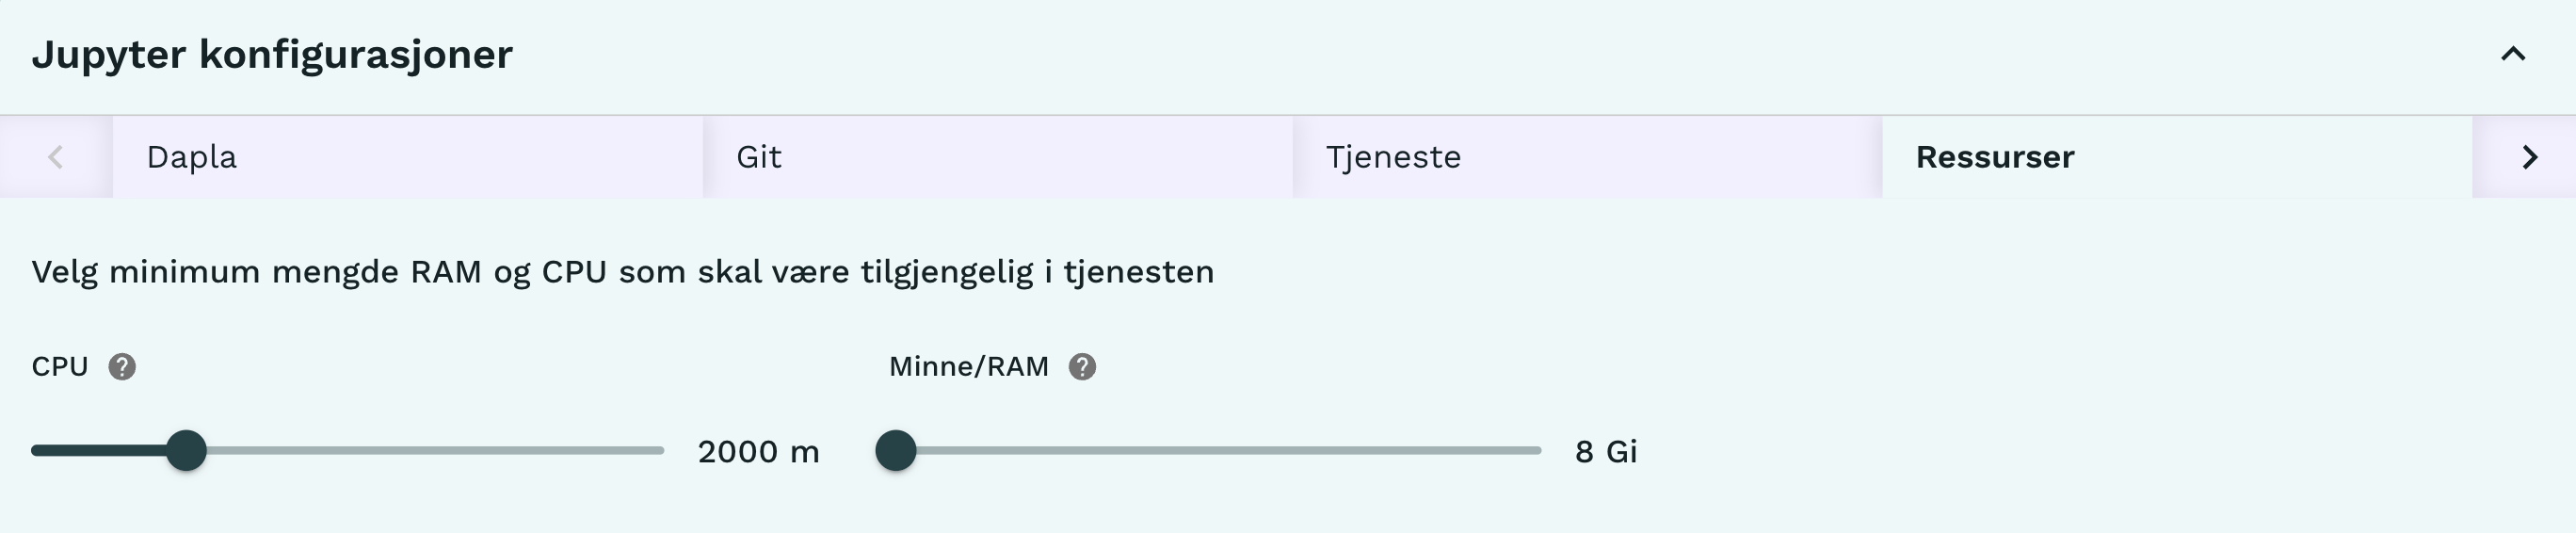 Jupyter konfigurasjoner
Dapla Git Tjeneste Ressurser
Velg minimum mengde RAM og CPU som skal være tilgjengelig i tjenesten
CPU ? Minne/RAM ?
2000 m 8 Gi